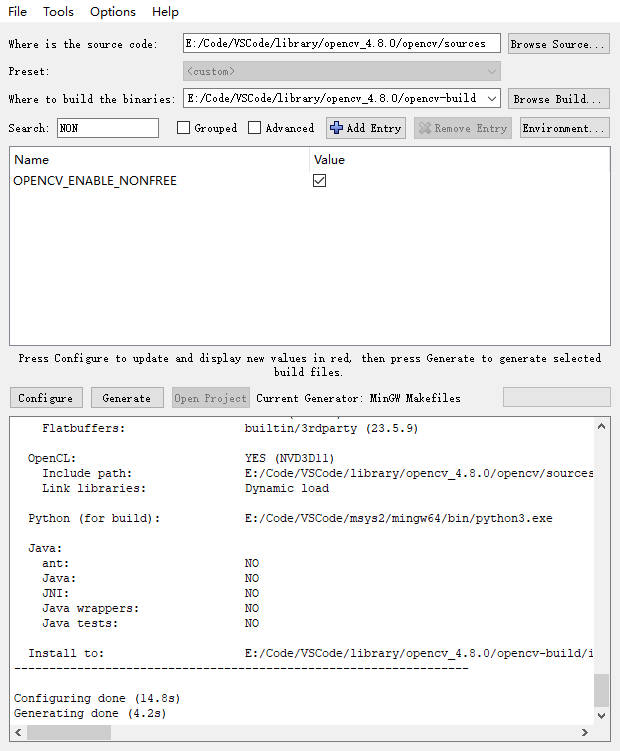 File Tools Options Help
Where is the source code: E:/Code/VSCode/library/opencv_4.8.0/opencv/sources Browse Source...
Preset: <custom>
Where to build the binaries: E:/Code/VSCode/library/opencv_4.8.0/opencv-build Browse Build...
Search: NON Grouped Advanced Add Entry Remove Entry Environment...
Name Value
OPENCV_ENABLE_NONFREE
Press Configure to update and display new values in red, then press Generate to generate selected
build files.
Configure Generate Open Project Current Generator: MinGW Makefiles
Flatbuffers: builtin/3rdparty (23.5.9)
OpenCL: YES (NVD3D11)
Include path: E:/Code/VSCode/library/opencv_4.8.0/opencv/sources
Link libraries: Dynamic load
Python (for build): E:/Code/VSCode/msys2/mingw64/bin/python3.exe
Java:
ant: NO
Java: NO
JNI: NO
Java wrappers: NO
Java tests: NO
Install to: E:/Code/VSCode/library/opencv_4.8.0/opencv-build/i
-----------------------------------------------------------------
Configuring done (14.8s)
Generating done (4.2s)